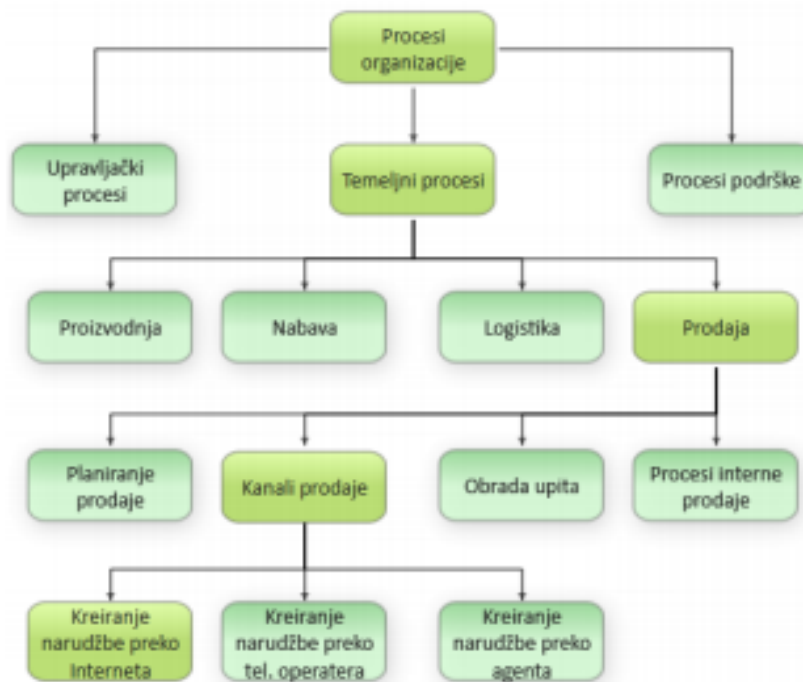 Procesi
organizacije
Upravljački
procesi
Temeljni procesi
Procesi podrške
Proizvodnja
Nabava
Logistika
Prodaja
Planiranje
prodaje
Kanali prodaje
Obrada upita
Procesi interne
prodaje
Kreiranje
narudžbe preko
Interneta
Kreiranje
narudžbe preko
tel. operatera
Kreiranje
narudžbe preko
agenta